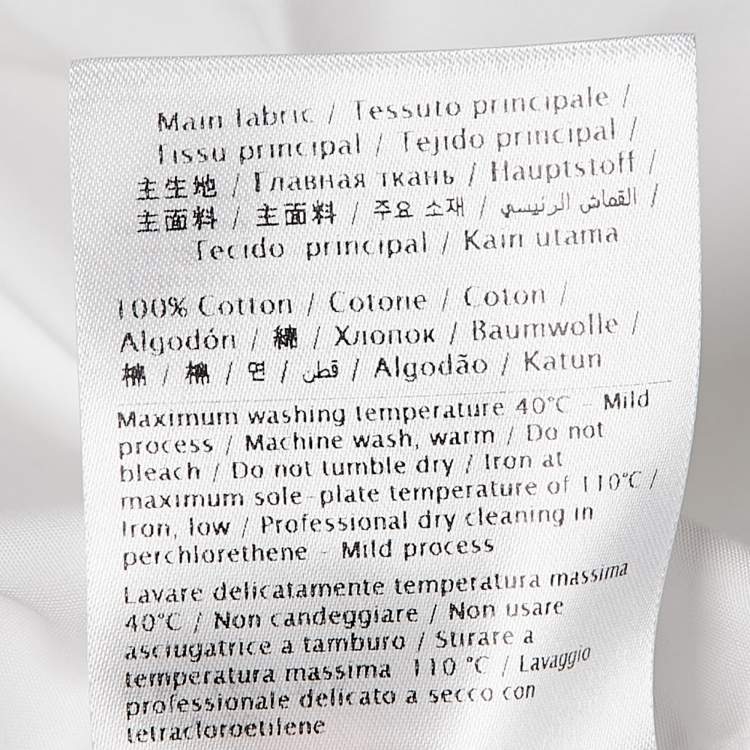 Main fabric / Tessuto principale /
Tissu principal / Tejido principal /
主生地 / Главная ткань / Hauptstoff /
主面料 / 主面料 / 주요 소재 / القماش الرئيسي /
Tecido principal / Kain utama
100% Cotton / Cotone / Coton /
Algodón / 綿 / Хлопок / Baumwolle /
棉 / 棉 / 면 / قطن / Algodão / Katun
Maximum washing temperature 40°C - Mild
process / Machine wash, warm / Do not
bleach / Do not tumble dry / Iron at
maximum sole-plate temperature of 110°C /
Iron, low / Professional dry cleaning in
perchlorethene - Mild process
Lavare delicatamente temperatura massima
40°C / Non candeggiare / Non usare
asciugatrice a tamburo / Stirare a
temperatura massima 110 °C / Lavaggio
professionale delicato a secco con
tetracloroetilene